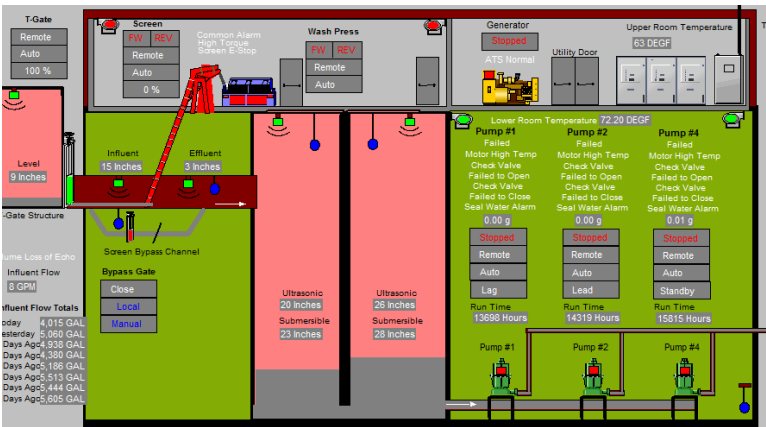 T-Gate
Remote
Auto
100 %
Level
9 Inches
-Gate Structure
ume Loss of Echo
Influent Flow
8 GPM
nfluent Flow Totals
oday 4,015 GAL
esterday 5,060 GAL
Days Ago 4,938 GAL
Days Ago 4,380 GAL
Days Ago 5,186 GAL
Days Ago 5,513 GAL
Days Ago 5,444 GAL
Days Ago 5,605 GAL
Screen
FW REV
Remote
Auto
0 %
Common Alarm
High Torque
Screen E-Stop
Wash Press
FW REV
Remote
Auto
Generator
Stopped
ATS Normal
Utility Door
Upper Room Temperature
63 DEGF
T
Influent
15 Inches
Effluent
3 Inches
Screen Bypass Channel
Bypass Gate
Close
Local
Manual
Ultrasonic
20 Inches
Submersible
23 Inches
Ultrasonic
26 Inches
Submersible
28 Inches
Lower Room Temperature 72.20 DEGF
Pump #1
Failed
Motor High Temp
Check Valve
Failed to Open
Check Valve
Failed to Close
Seal Water Alarm
0.00 g
Stopped
Remote
Auto
Lag
Run Time
13698 Hours
Pump #2
Failed
Motor High Temp
Check Valve
Failed to Open
Check Valve
Failed to Close
Seal Water Alarm
0.00 g
Stopped
Remote
Auto
Lead
Run Time
14319 Hours
Pump #4
Failed
Motor High Temp
Check Valve
Failed to Open
Check Valve
Failed to Close
Seal Water Alarm
0.01 g
Stopped
Remote
Auto
Standby
Run Time
15815 Hours
Pump #1
Pump #2
Pump #4